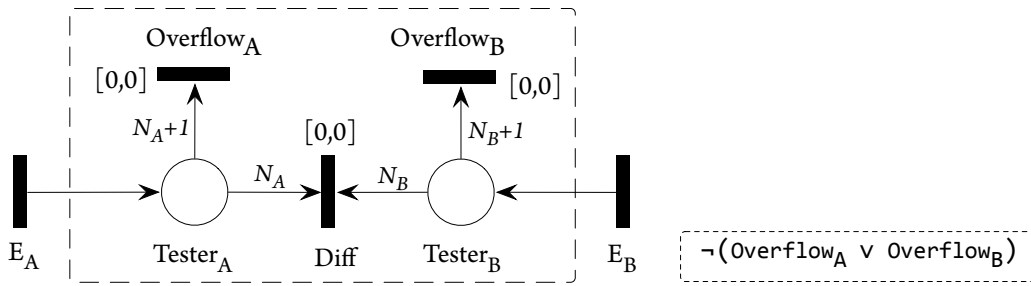 Overflow_A Overflow_B
[0,0] [0,0]
N_A+1 [0,0] N_B+1
N_A N_B
E_A Tester_A Diff Tester_B E_B
¬(Overflow_A ∨ Overflow_B)